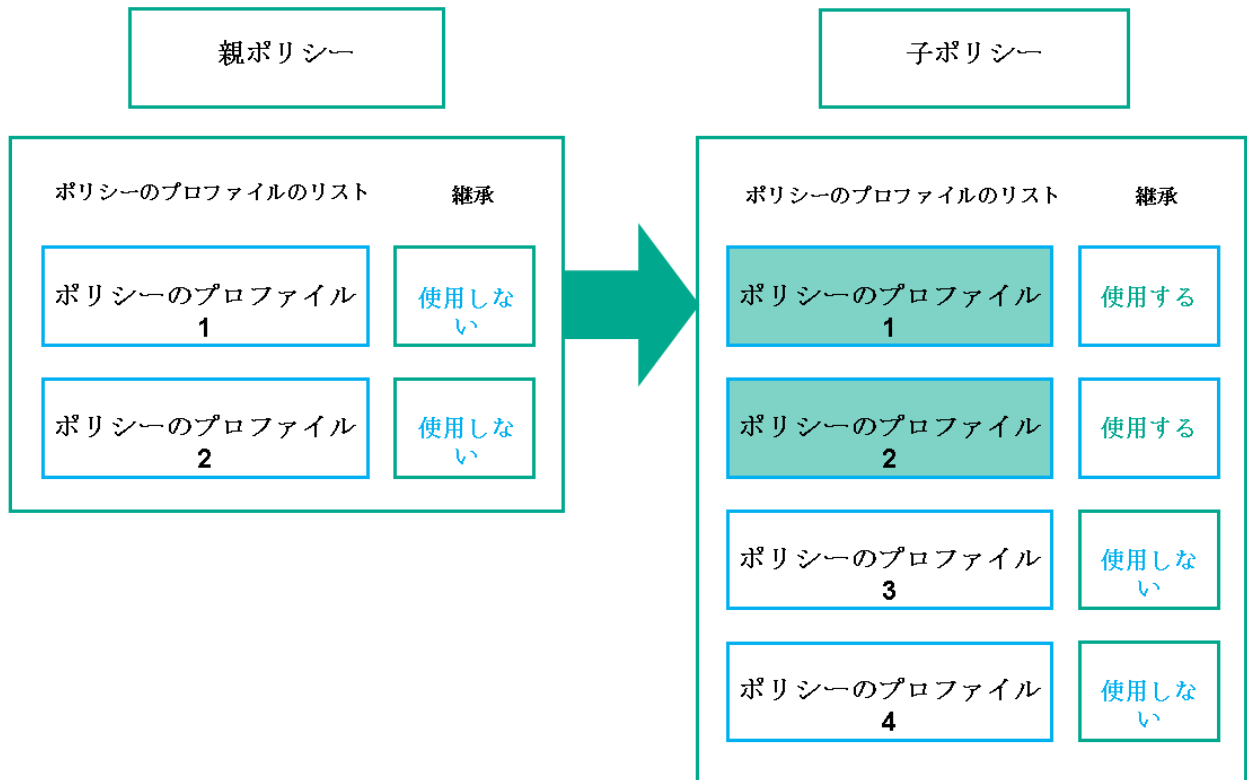 親ポリシー
ポリシーのプロファイルのリスト
継承
ポリシーのプロファイル
1
使用しな
い
ポリシーのプロファイル
2
使用しな
い
子ポリシー
ポリシーのプロファイルのリスト
継承
ポリシーのプロファイル
1
使用する
ポリシーのプロファイル
2
使用する
ポリシーのプロファイル
3
使用しな
い
ポリシーのプロファイル
4
使用しな
い